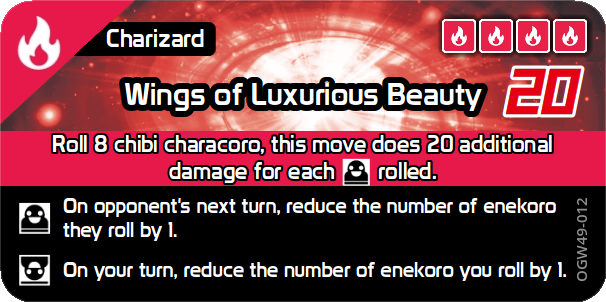 Charizard
Wings of Luxurious Beauty
20
Roll 8 chibi characoro, this move does 20 additional
damage for each rolled.
On opponent's next turn, reduce the number of enekoro
they roll by 1.
On your turn, reduce the number of enekoro you roll by 1.
OGW49-012